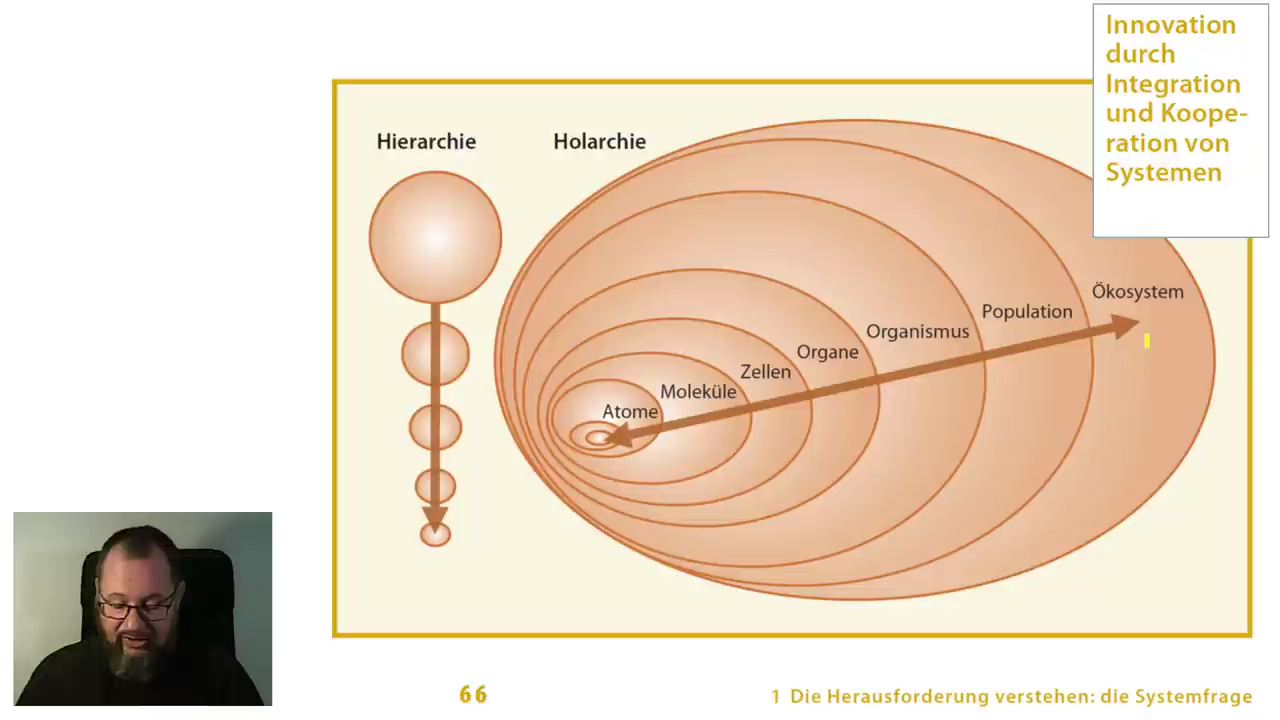 Innovation
durch
Integration
und Koope-
ration von
Systemen
Hierarchie
Holarchie
Ökosystem
Population
Organismus
Organe
Zellen
Moleküle
Atome
66
1 Die Herausforderung verstehen: die Systemfrage